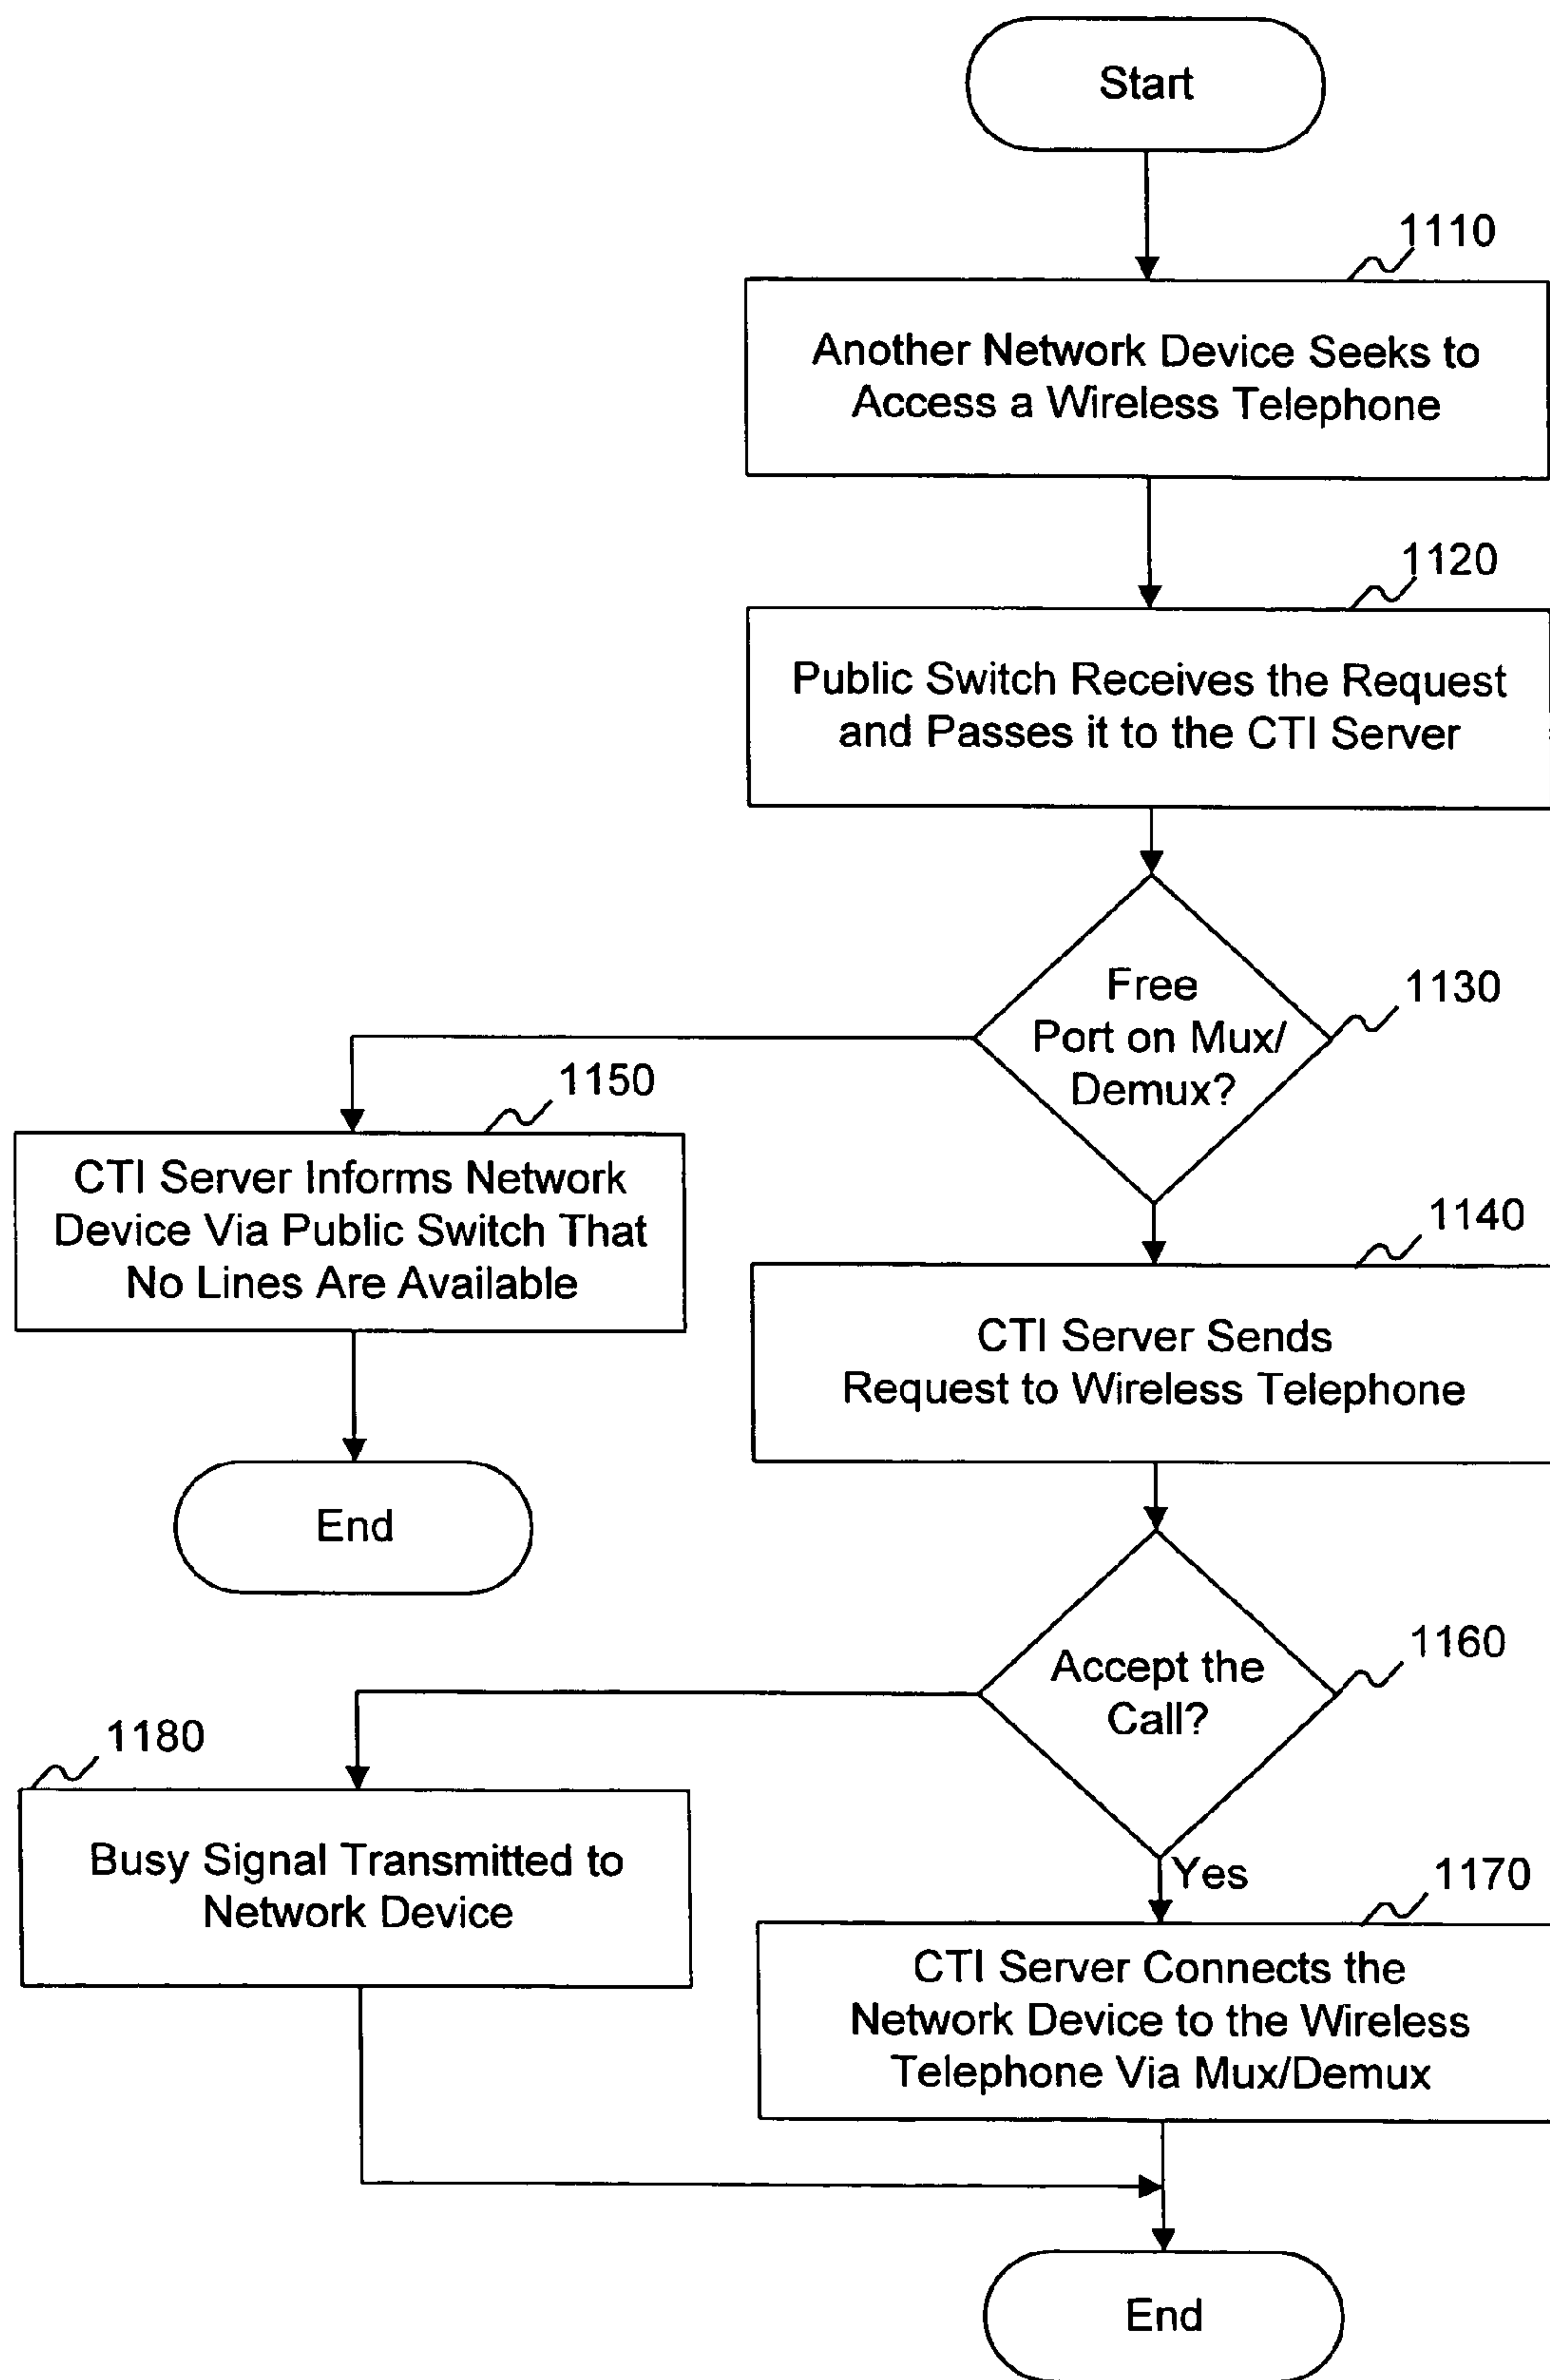 Start
1110
Another Network Device Seeks to
Access a Wireless Telephone
1120
Public Switch Receives the Request
and Passes it to the CTI Server
Free
Port on Mux/
Demux?
1130
1150
CTI Server Informs Network
Device Via Public Switch That
No Lines Are Available
End
1140
CTI Server Sends
Request to Wireless Telephone
Accept the
Call?
1160
1180
Busy Signal Transmitted to
Network Device
Yes
1170
CTI Server Connects the
Network Device to the Wireless
Telephone Via Mux/Demux
End